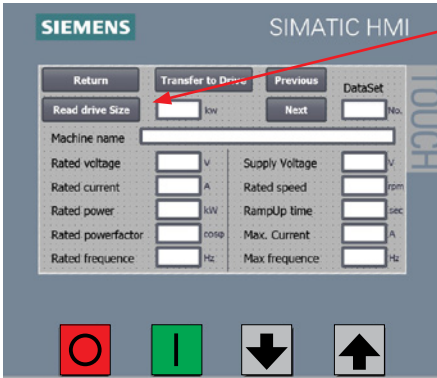 SIEMENS SIMATIC HMI
TOUCH
Return Transfer to Drive Previous DataSet
Read drive Size kw Next No.
Machine name
Rated voltage V Supply Voltage V
Rated current A Rated speed rpm
Rated power kW RampUp time sec
Rated powerfactor cosφ Max. Current A
Rated frequence Hz Max frequence Hz